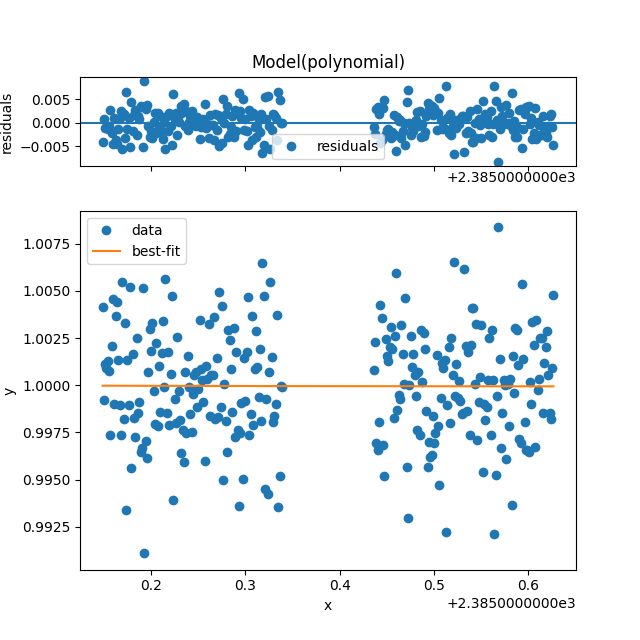 Model(polynomial)
residuals
0.005
0.000
−0.005
residuals
+2.3850000000e3
y
1.0075
1.0050
1.0025
1.0000
0.9975
0.9950
0.9925
data
best-fit
0.2 0.3 0.4 0.5 0.6
x
+2.3850000000e3